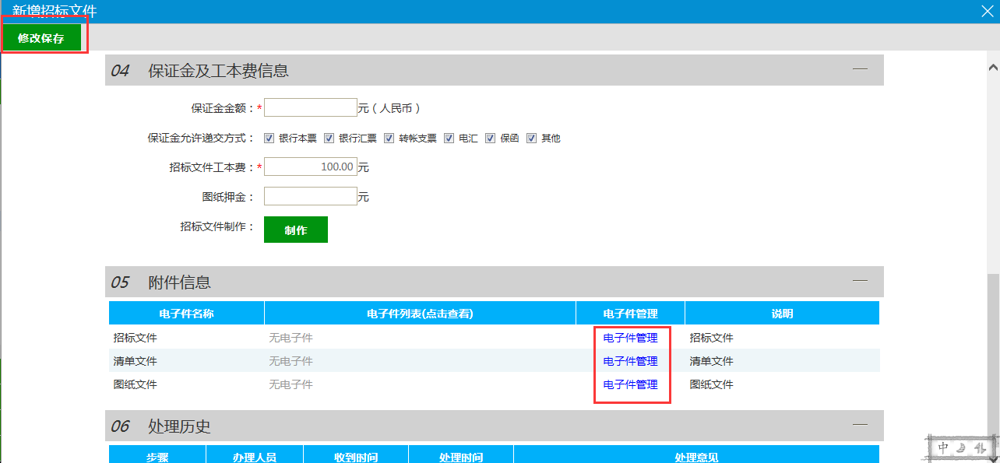 新增招标文件
修改保存
04 保证金及工本费信息
保证金金额：* 元（人民币）
保证金允许递交方式： 银行本票 银行汇票 转帐支票 电汇 保函 其他
招标文件工本费：* 100.00 元
图纸押金： 元
招标文件制作： 制作
05 附件信息
电子件名称 电子件列表(点击查看) 电子件管理 说明
招标文件 无电子件 电子件管理 招标文件
清单文件 无电子件 电子件管理 清单文件
图纸文件 无电子件 电子件管理 图纸文件
06 处理历史
步骤 办理人员 收到时间 处理时间 处理意见
中